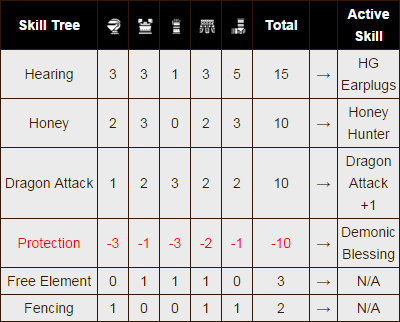 Skill Tree Total Active Skill
Hearing 3 3 1 3 5 15 → HG Earplugs
Honey 2 3 0 2 3 10 → Honey Hunter
Dragon Attack 1 2 3 2 2 10 → Dragon Attack +1
Protection -3 -1 -3 -2 -1 -10 → Demonic Blessing
Free Element 0 1 1 1 0 3 → N/A
Fencing 1 0 0 1 1 2 → N/A